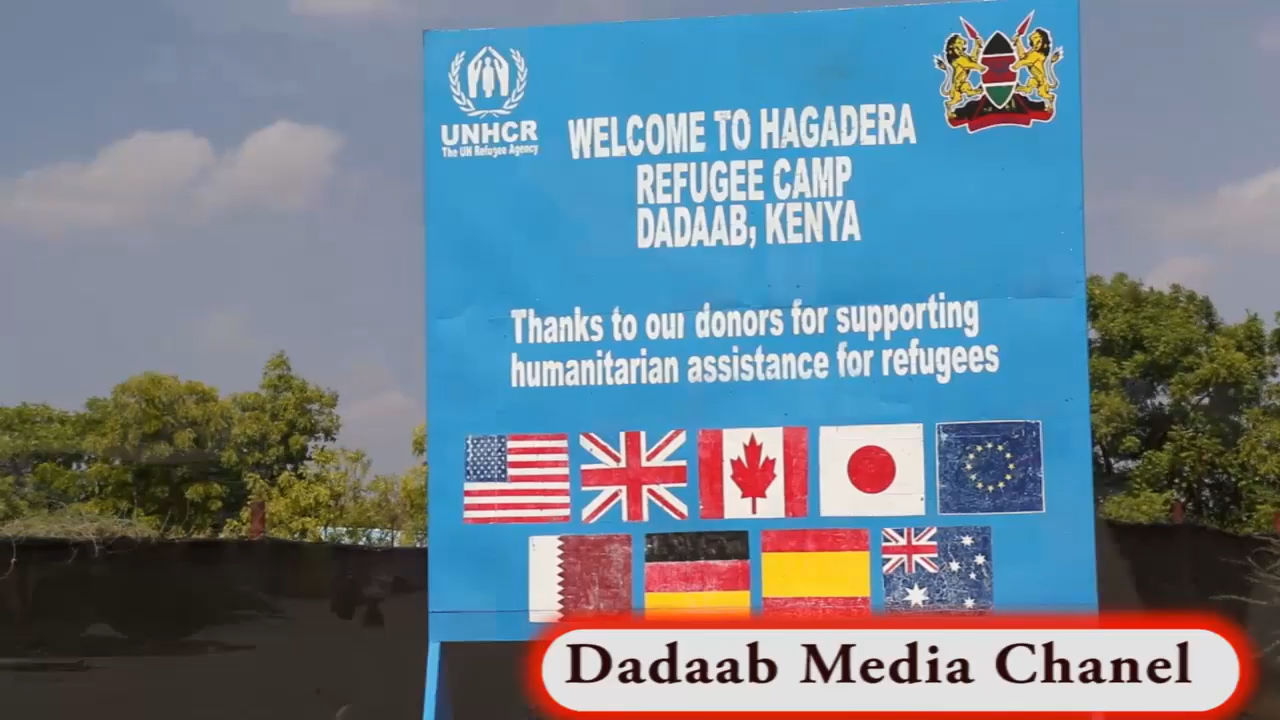 UNHCR
The UN Refugee Agency
WELCOME TO HAGADERA
REFUGEE CAMP
DADAAB, KENYA
Thanks to our donors for supporting
humanitarian assistance for refugees
Dadaab Media Chanel